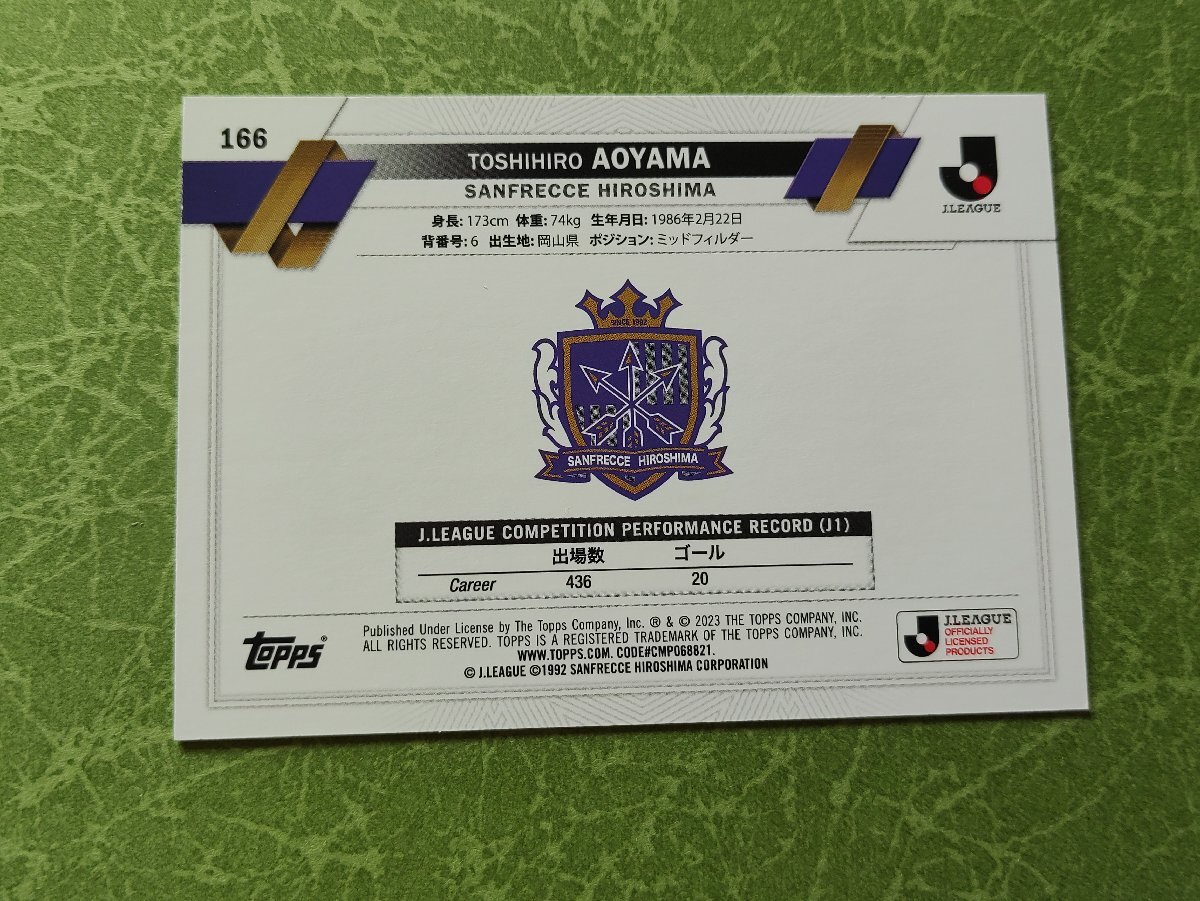 166
TOSHIHIRO AOYAMA
SANFRECCE HIROSHIMA
J.LEAGUE
身長: 173cm 体重: 74kg 生年月日: 1986年2月22日
背番号: 6 出生地: 岡山県 ポジション: ミッドフィルダー
SINCE 1992
SANFRECCE HIROSHIMA
J.LEAGUE COMPETITION PERFORMANCE RECORD (J1)
出場数 ゴール
Career 436 20
topps®
Published Under License by The Topps Company, Inc. ® & © 2023 THE TOPPS COMPANY, INC.
ALL RIGHTS RESERVED. TOPPS IS A REGISTERED TRADEMARK OF THE TOPPS COMPANY, INC.
WWW.TOPPS.COM. CODE#CMP068821.
© J.LEAGUE ©1992 SANFRECCE HIROSHIMA CORPORATION
J.LEAGUE
OFFICIALLY
LICENSED
PRODUCTS